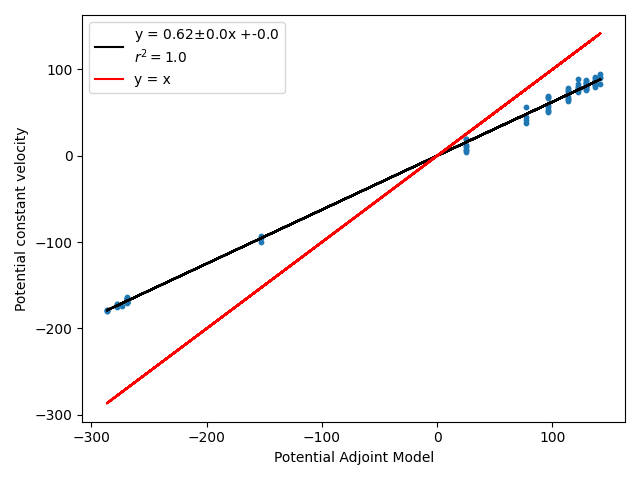 y = 0.62±0.0x +-0.0
r² = 1.0
y = x
100
0
−100
−200
−300
Potential constant velocity
−300
−200
−100
0
100
Potential Adjoint Model